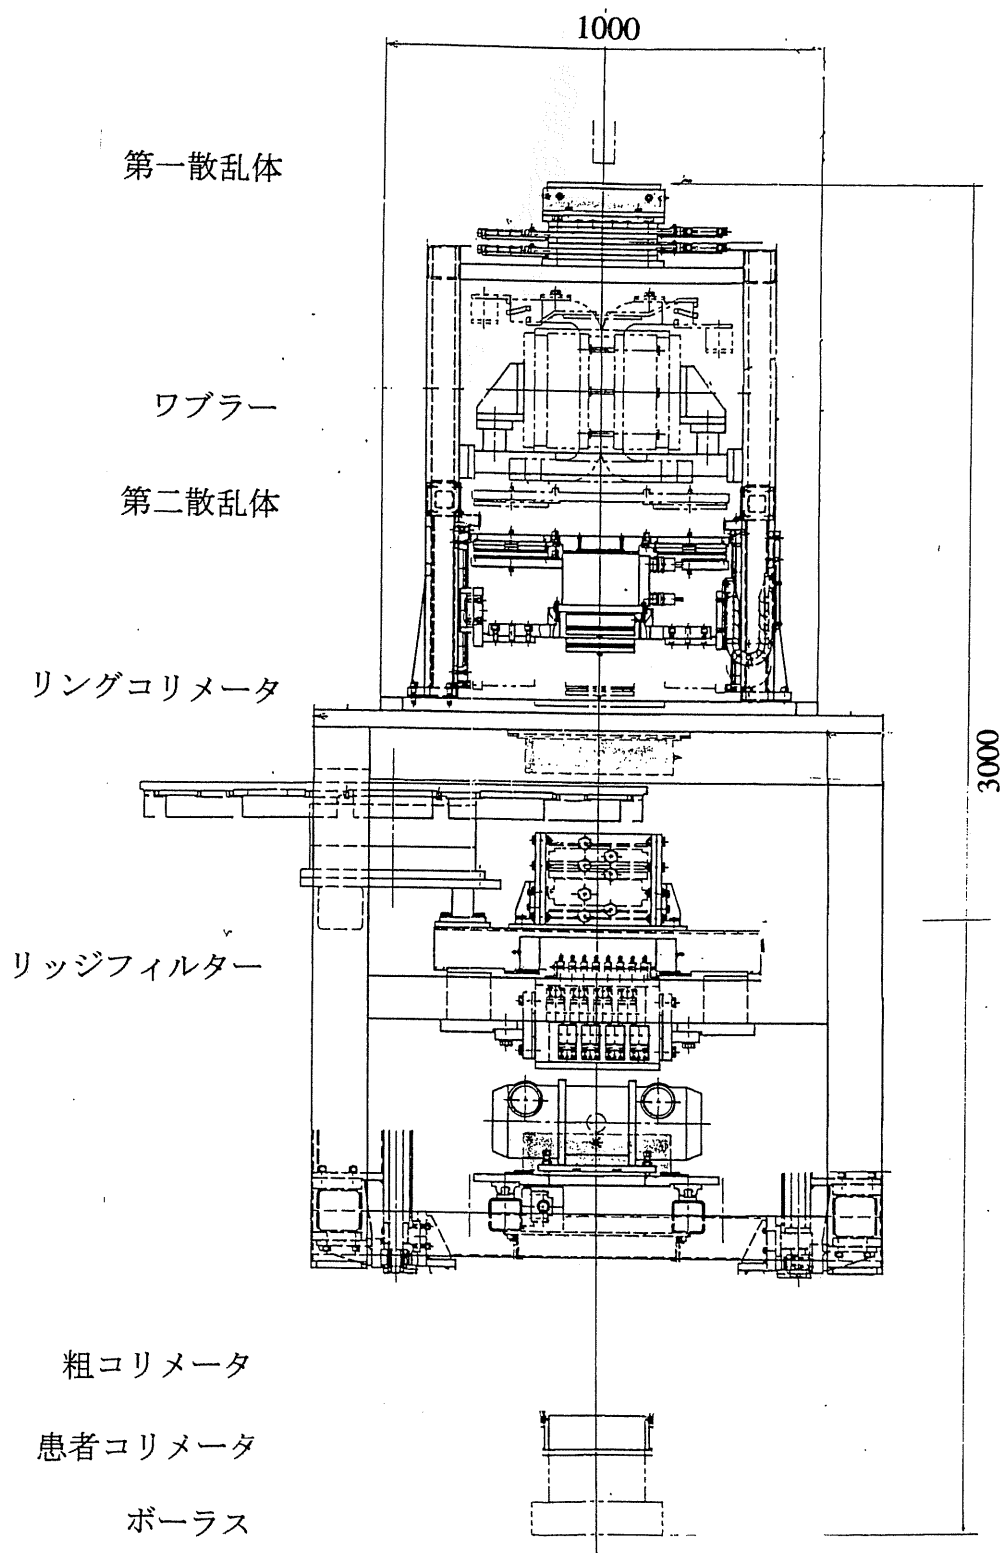 1000
第一散乱体
ワブラー
第二散乱体
リングコリメータ
3000
リッジフィルター
粗コリメータ
患者コリメータ
ボーラス